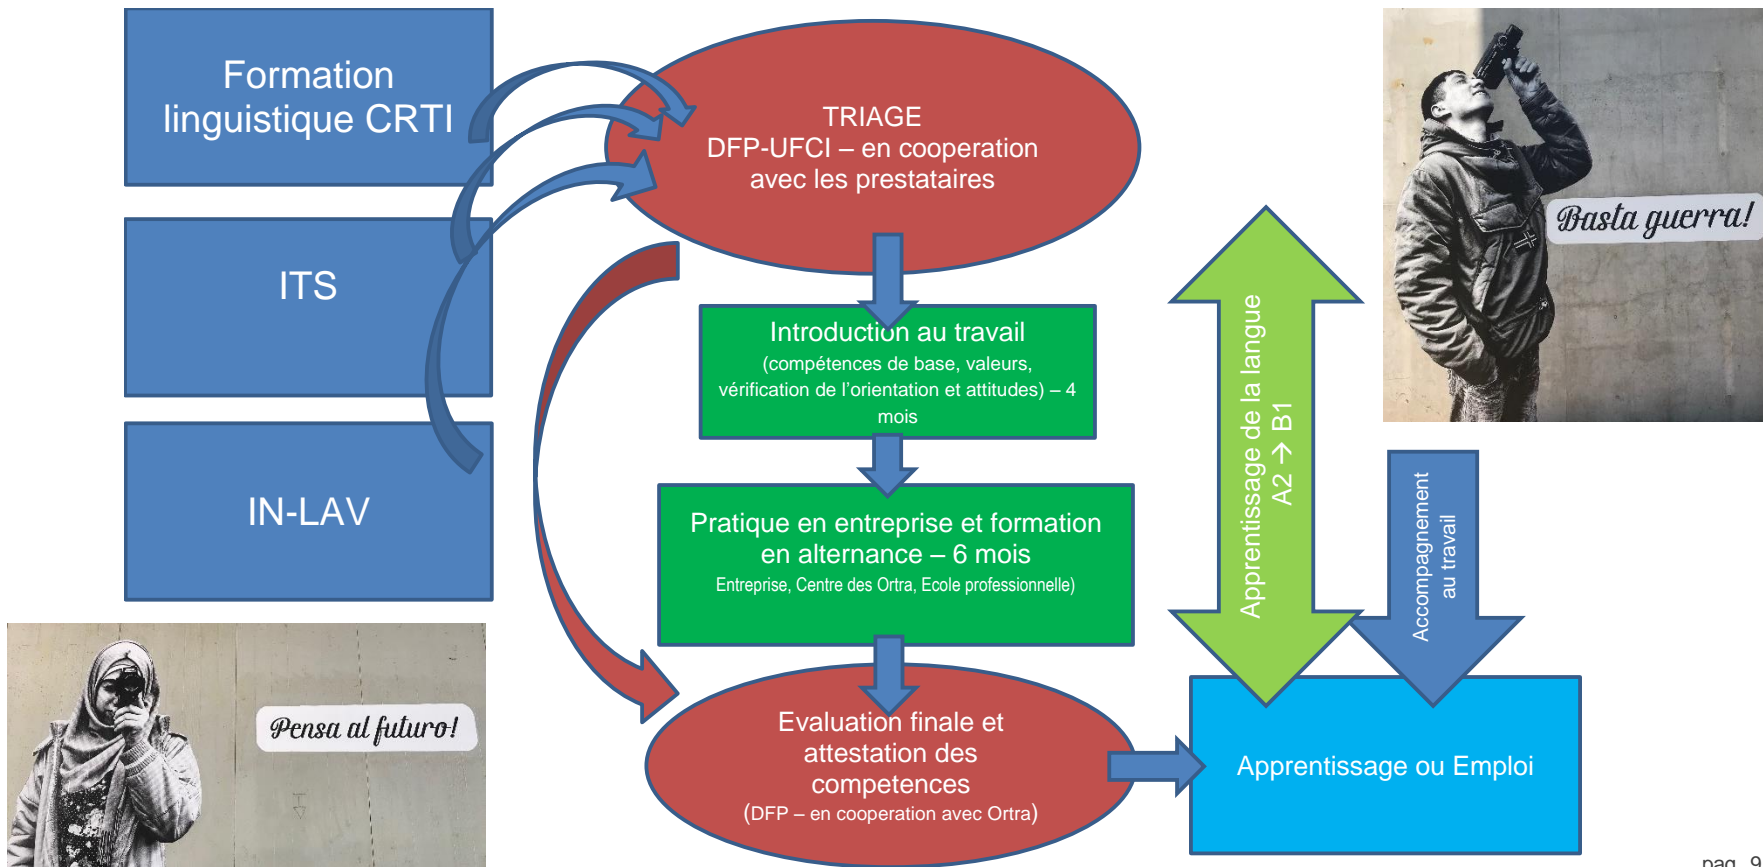 Formation
linguistique CRTI
ITS
IN-LAV
TRIAGE
DFP-UFCI – en cooperation
avec les prestataires
Introduction au travail
(compétences de base, valeurs,
vérification de l'orientation et attitudes) – 4
mois
Pratique en entreprise et formation
en alternance – 6 mois
Entreprise, Centre des Ortra, Ecole professionnelle)
Evaluation finale et
attestation des
competences
(DFP – en cooperation avec Ortra)
Apprentissage de la langue
A2 → B1
Accompagnement
au travail
Apprentissage ou Emploi
Basta guerra!
Pensa al futuro!
pag. 9